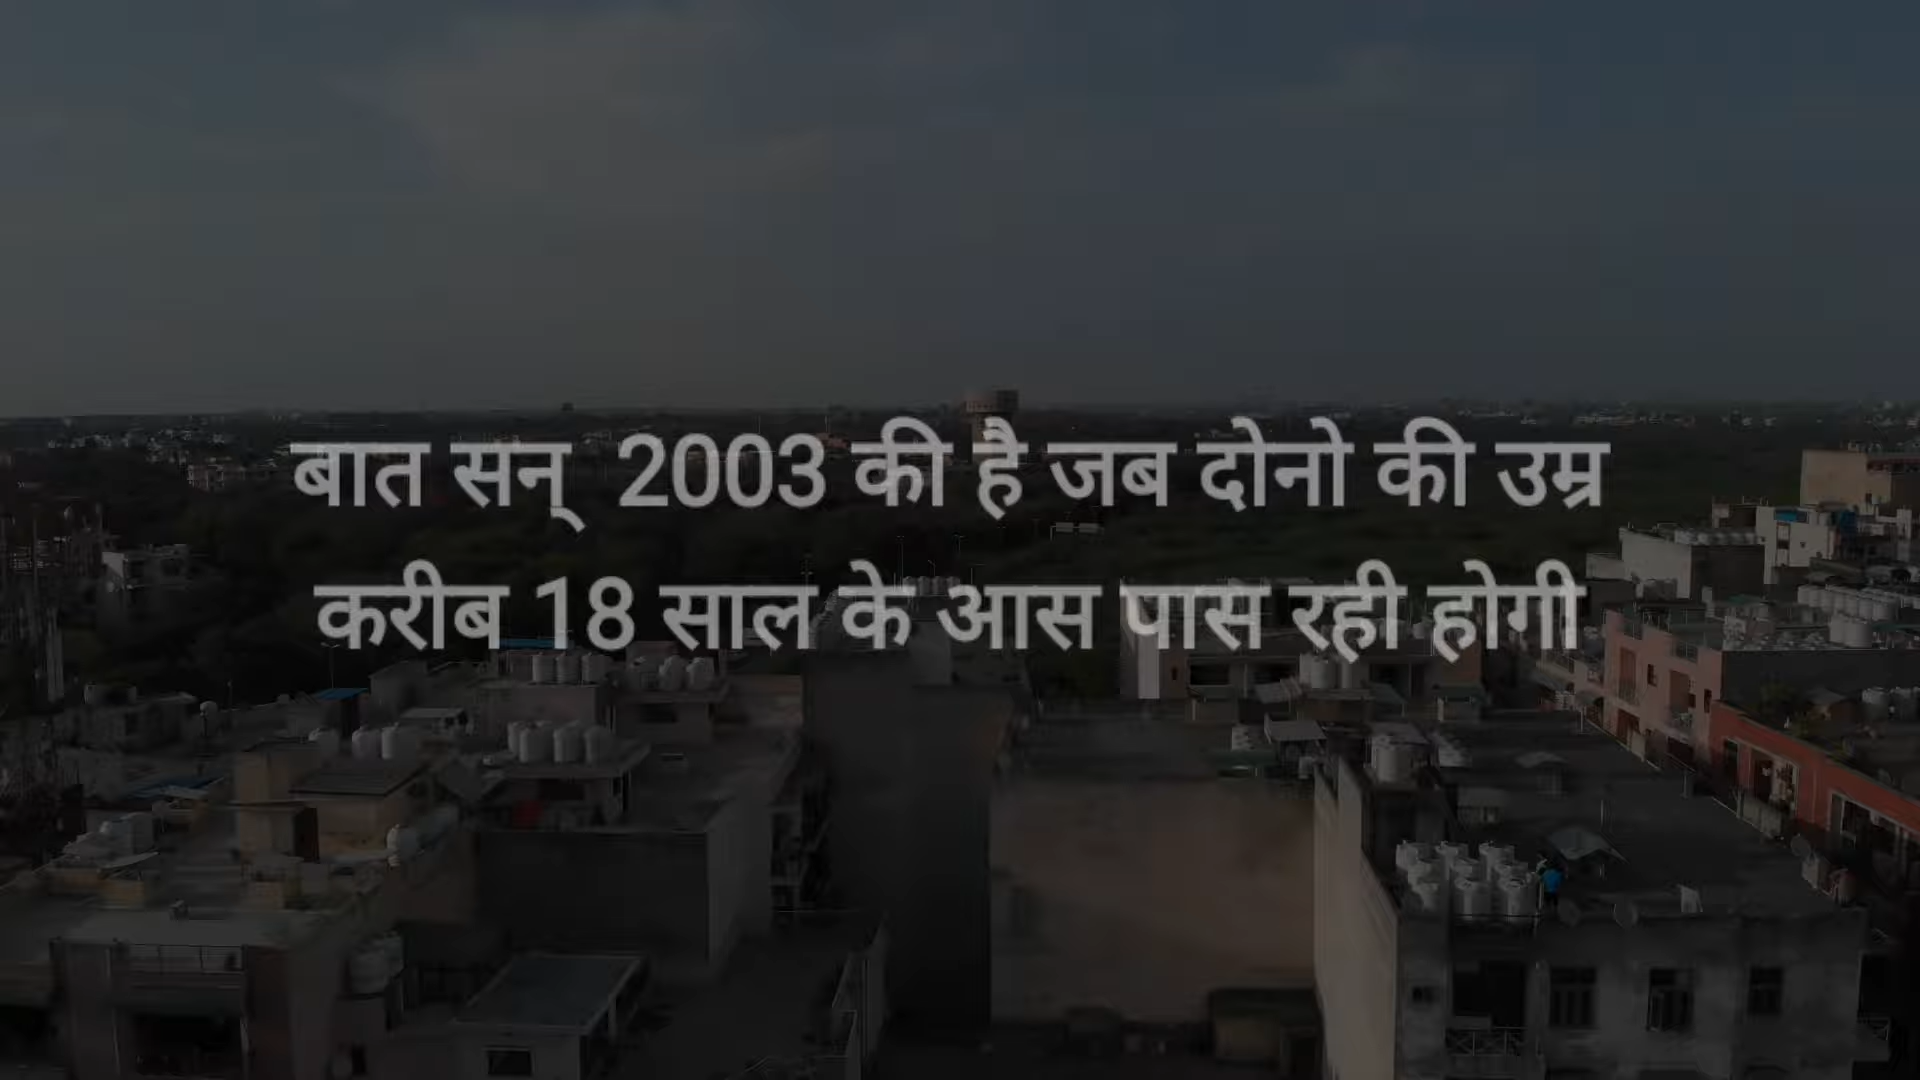 बात सन् 2003 की है जब दोनो की उम्र
करीब 18 साल के आस पास रही होगी